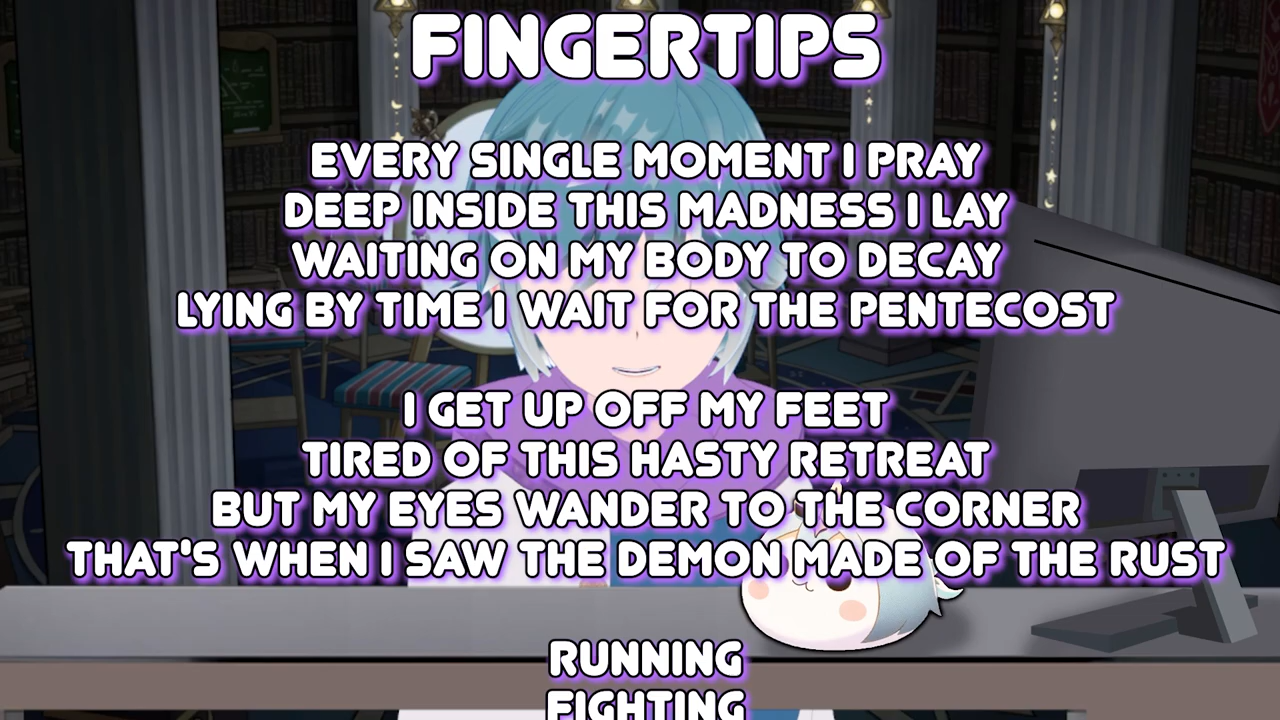 FINGERTIPS
EVERY SINGLE MOMENT I PRAY
DEEP INSIDE THIS MADNESS I LAY
WAITING ON MY BODY TO DECAY
LYING BY TIME I WAIT FOR THE PENTECOST
I GET UP OFF MY FEET
TIRED OF THIS HASTY RETREAT
BUT MY EYES WANDER TO THE CORNER
THAT'S WHEN I SAW THE DEMON MADE OF THE RUST
RUNNING
FIGHTING